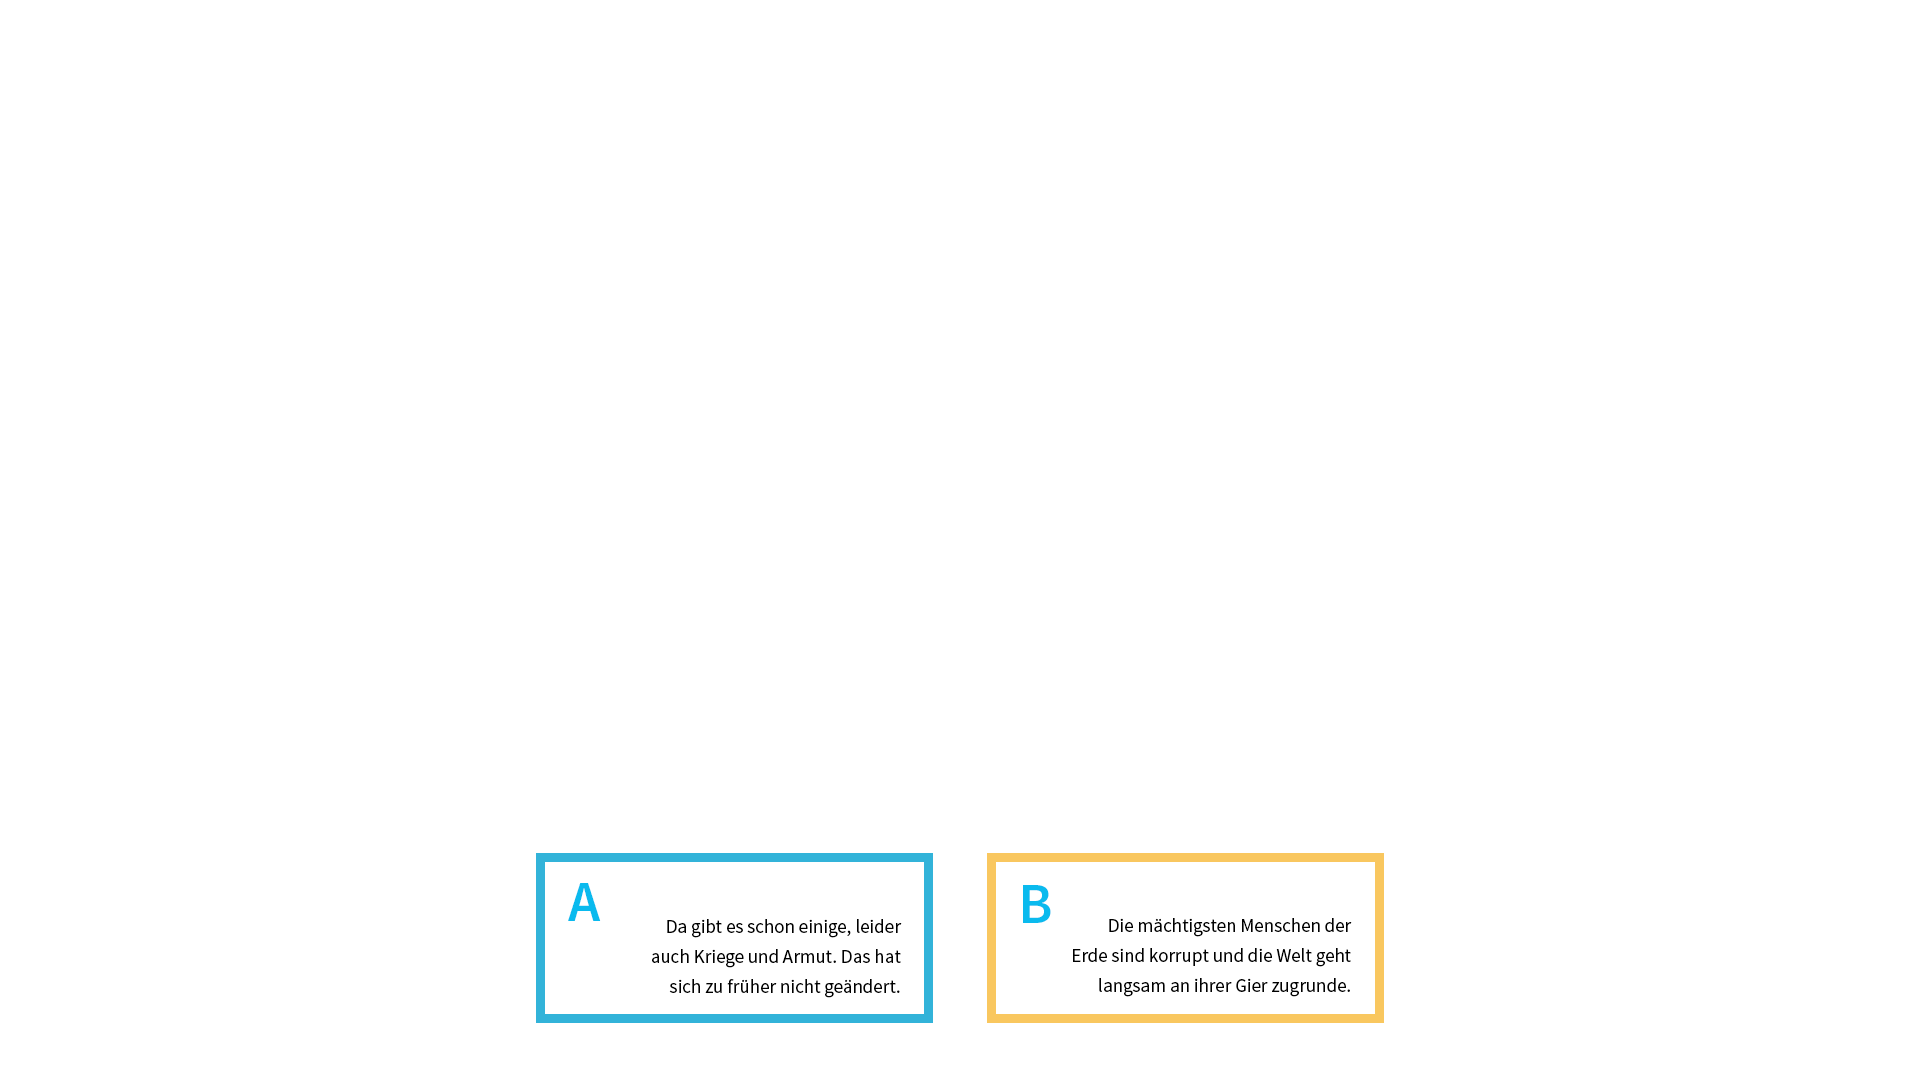 A
Da gibt es schon einige, leider
auch Kriege und Armut. Das hat
sich zu früher nicht geändert.
B
Die mächtigsten Menschen der
Erde sind korrupt und die Welt geht
langsam an ihrer Gier zugrunde.